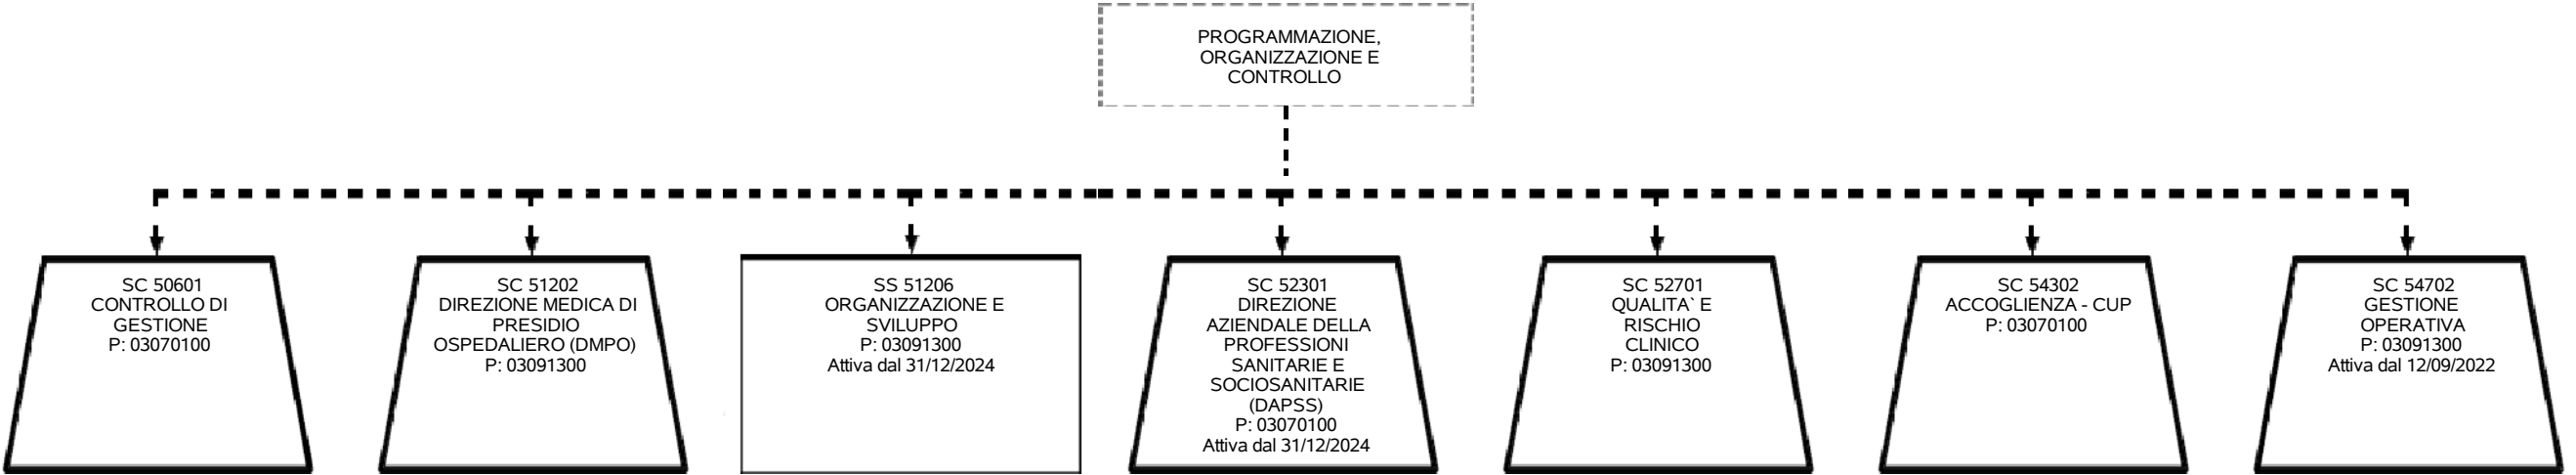 PROGRAMMAZIONE,
ORGANIZZAZIONE E
CONTROLLO
SC 50601
CONTROLLO DI
GESTIONE
P: 03070100
SC 51202
DIREZIONE MEDICA DI
PRESIDIO
OSPEDALIERO (DMPO)
P: 03091300
SS 51206
ORGANIZZAZIONE E
SVILUPPO
P: 03091300
Attiva dal 31/12/2024
SC 52301
DIREZIONE
AZIENDALE DELLA
PROFESSIONI
SANITARIE E
SOCIOSANITARIE
(DAPSS)
P: 03070100
Attiva dal 31/12/2024
SC 52701
QUALITA` E
RISCHIO
CLINICO
P: 03091300
SC 54302
ACCOGLIENZA - CUP
P: 03070100
SC 54702
GESTIONE
OPERATIVA
P: 03091300
Attiva dal 12/09/2022